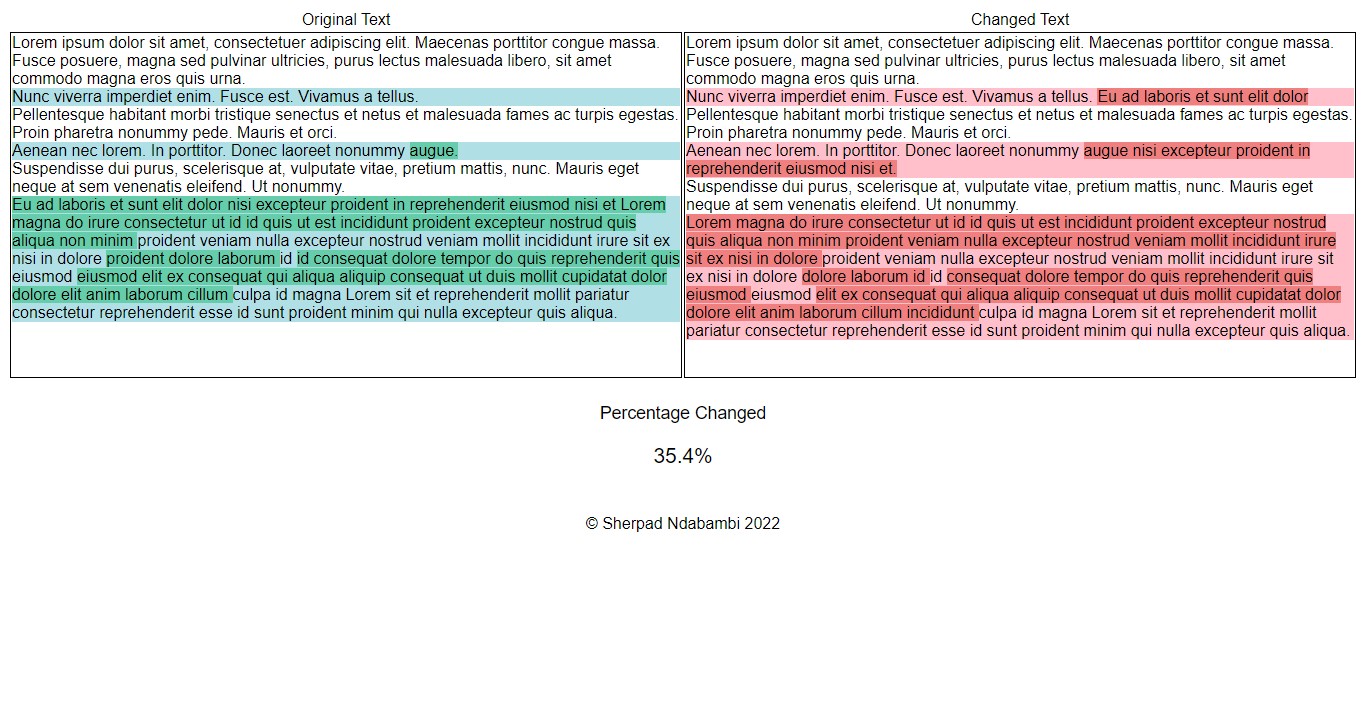 Original Text
Lorem ipsum dolor sit amet, consectetuer adipiscing elit. Maecenas porttitor congue massa.
Fusce posuere, magna sed pulvinar ultricies, purus lectus malesuada libero, sit amet
commodo magna eros quis urna.
Nunc viverra imperdiet enim. Fusce est. Vivamus a tellus.
Pellentesque habitant morbi tristique senectus et netus et malesuada fames ac turpis egestas.
Proin pharetra nonummy pede. Mauris et orci.
Aenean nec lorem. In porttitor. Donec laoreet nonummy augue.
Suspendisse dui purus, scelerisque at, vulputate vitae, pretium mattis, nunc. Mauris eget
neque at sem venenatis eleifend. Ut nonummy.
Eu ad laboris et sunt elit dolor nisi excepteur proident in reprehenderit eiusmod nisi et Lorem
magna do irure consectetur ut id id quis ut est incididunt proident excepteur nostrud quis
aliqua non minim proident veniam nulla excepteur nostrud veniam mollit incididunt irure sit ex
nisi in dolore proident dolore laborum id id consequat dolore tempor do quis reprehenderit quis
eiusmod eiusmod elit ex consequat qui aliqua aliquip consequat ut duis mollit cupidatat dolor
dolore elit anim laborum cillum culpa id magna Lorem sit et reprehenderit mollit pariatur
consectetur reprehenderit esse id sunt proident minim qui nulla excepteur quis aliqua.
Changed Text
Lorem ipsum dolor sit amet, consectetuer adipiscing elit. Maecenas porttitor congue massa.
Fusce posuere, magna sed pulvinar ultricies, purus lectus malesuada libero, sit amet
commodo magna eros quis urna.
Nunc viverra imperdiet enim. Fusce est. Vivamus a tellus. Eu ad laboris et sunt elit dolor
Pellentesque habitant morbi tristique senectus et netus et malesuada fames ac turpis egestas.
Proin pharetra nonummy pede. Mauris et orci.
Aenean nec lorem. In porttitor. Donec laoreet nonummy augue nisi excepteur proident in
reprehenderit eiusmod nisi et.
Suspendisse dui purus, scelerisque at, vulputate vitae, pretium mattis, nunc. Mauris eget
neque at sem venenatis eleifend. Ut nonummy.
Lorem magna do irure consectetur ut id id quis ut est incididunt proident excepteur nostrud
quis aliqua non minim proident veniam nulla excepteur nostrud veniam mollit incididunt irure
sit ex nisi in dolore proident veniam nulla excepteur nostrud veniam mollit incididunt irure sit
ex nisi in dolore dolore laborum id id consequat dolore tempor do quis reprehenderit quis
eiusmod eiusmod elit ex consequat qui aliqua aliquip consequat ut duis mollit cupidatat dolor
dolore elit anim laborum cillum incididunt culpa id magna Lorem sit et reprehenderit mollit
pariatur consectetur reprehenderit esse id sunt proident minim qui nulla excepteur quis aliqua.
Percentage Changed
35.4%
© Sherpad Ndabambi 2022